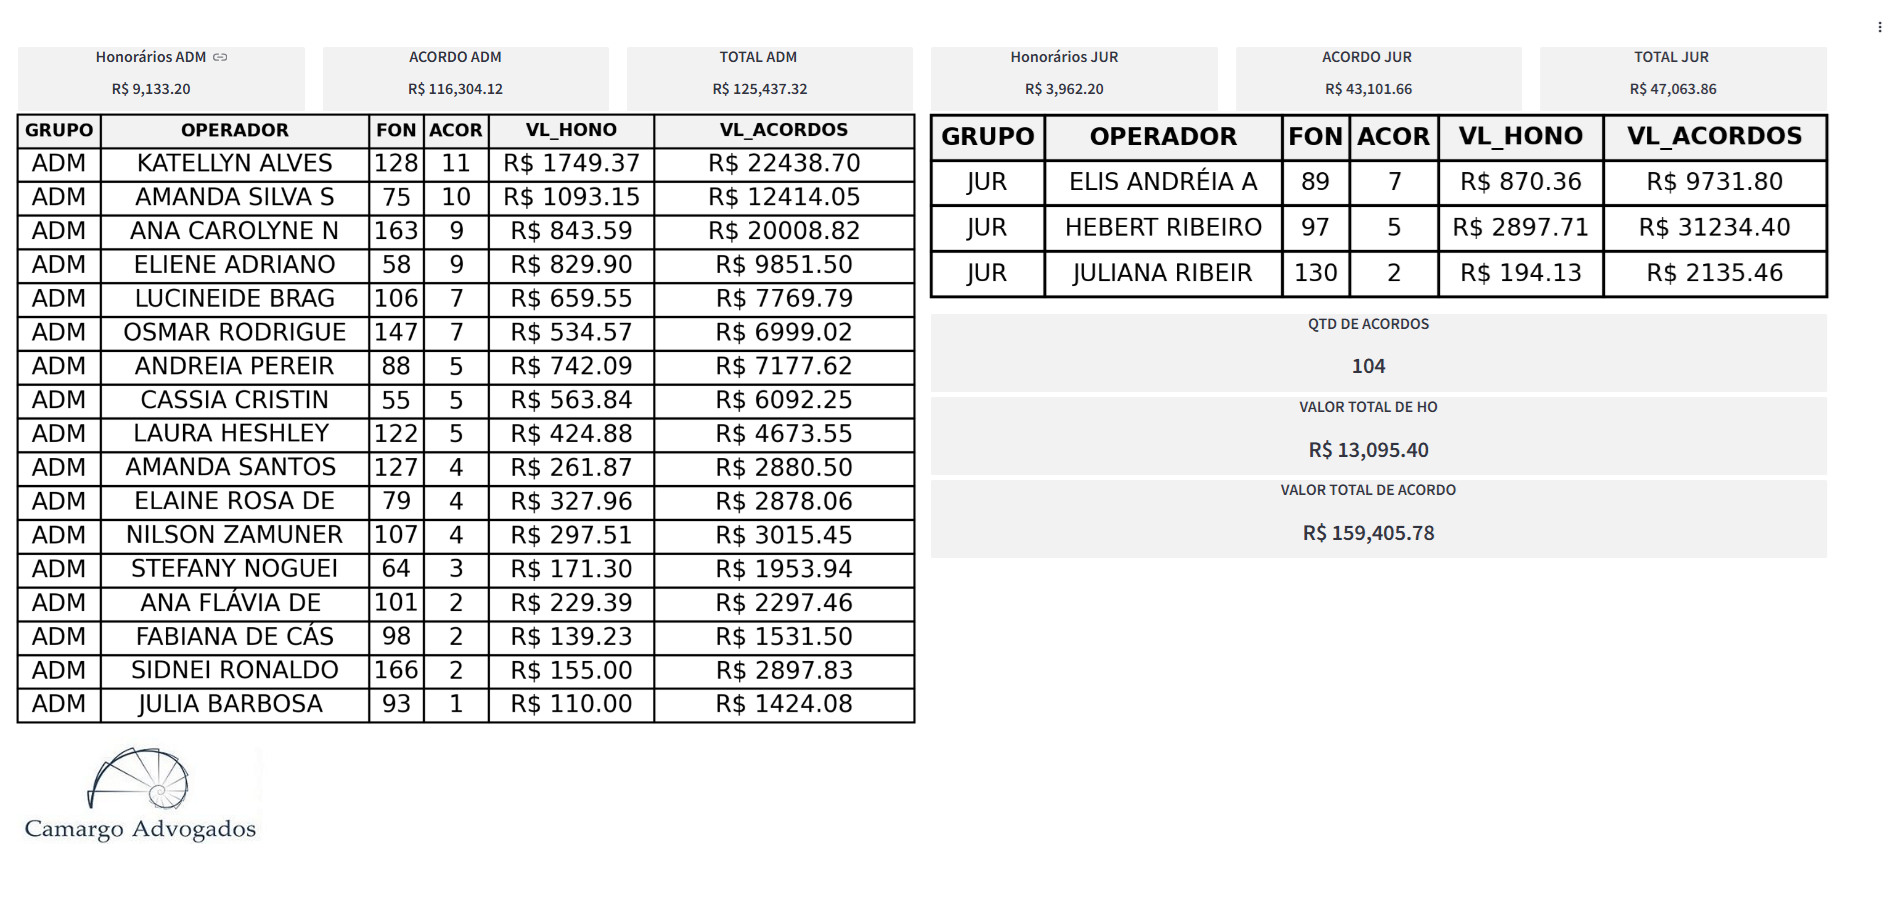 Honorários ADM
R$ 9,133.20
ACORDO ADM
R$ 116,304.12
TOTAL ADM
R$ 125,437.32
Honorários JUR
R$ 3,962.20
ACORDO JUR
R$ 43,101.66
TOTAL JUR
R$ 47,063.86
GRUPO OPERADOR FON ACOR VL_HONO VL_ACORDOS
ADM KATELLYN ALVES 128 11 R$ 1749.37 R$ 22438.70
ADM AMANDA SILVA S 75 10 R$ 1093.15 R$ 12414.05
ADM ANA CAROLYNE N 163 9 R$ 843.59 R$ 20008.82
ADM ELIENE ADRIANO 58 9 R$ 829.90 R$ 9851.50
ADM LUCINEIDE BRAG 106 7 R$ 659.55 R$ 7769.79
ADM OSMAR RODRIGUE 147 7 R$ 534.57 R$ 6999.02
ADM ANDREIA PEREIR 88 5 R$ 742.09 R$ 7177.62
ADM CASSIA CRISTIN 55 5 R$ 563.84 R$ 6092.25
ADM LAURA HESHLEY 122 5 R$ 424.88 R$ 4673.55
ADM AMANDA SANTOS 127 4 R$ 261.87 R$ 2880.50
ADM ELAINE ROSA DE 79 4 R$ 327.96 R$ 2878.06
ADM NILSON ZAMUNER 107 4 R$ 297.51 R$ 3015.45
ADM STEFANY NOGUEI 64 3 R$ 171.30 R$ 1953.94
ADM ANA FLÁVIA DE 101 2 R$ 229.39 R$ 2297.46
ADM FABIANA DE CÁS 98 2 R$ 139.23 R$ 1531.50
ADM SIDNEI RONALDO 166 2 R$ 155.00 R$ 2897.83
ADM JULIA BARBOSA 93 1 R$ 110.00 R$ 1424.08
GRUPO OPERADOR FON ACOR VL_HONO VL_ACORDOS
JUR ELIS ANDRÉIA A 89 7 R$ 870.36 R$ 9731.80
JUR HEBERT RIBEIRO 97 5 R$ 2897.71 R$ 31234.40
JUR JULIANA RIBEIR 130 2 R$ 194.13 R$ 2135.46
QTD DE ACORDOS
104
VALOR TOTAL DE HO
R$ 13,095.40
VALOR TOTAL DE ACORDO
R$ 159,405.78
Camargo Advogados